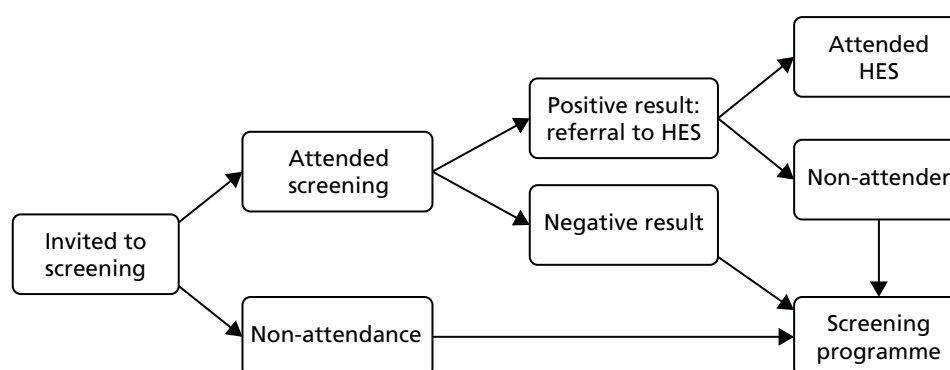 Invited to
screening
Attended
screening
Non-attendance
Positive result:
referral to HES
Negative result
Attended
HES
Non-attender
Screening
programme